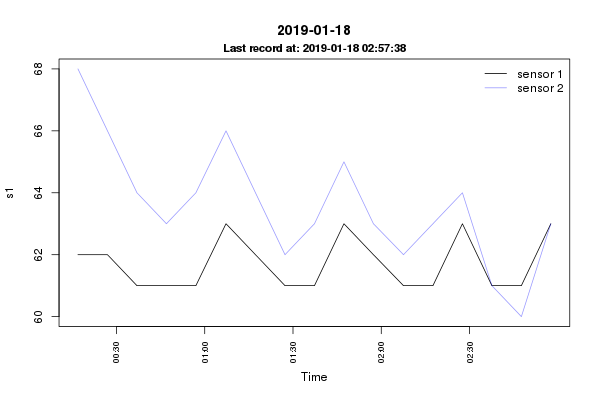 2019-01-18
Last record at: 2019-01-18 02:57:38
sensor 1
sensor 2
68
66
64
62
60
s1
00:30
01:00
01:30
02:00
02:30
Time